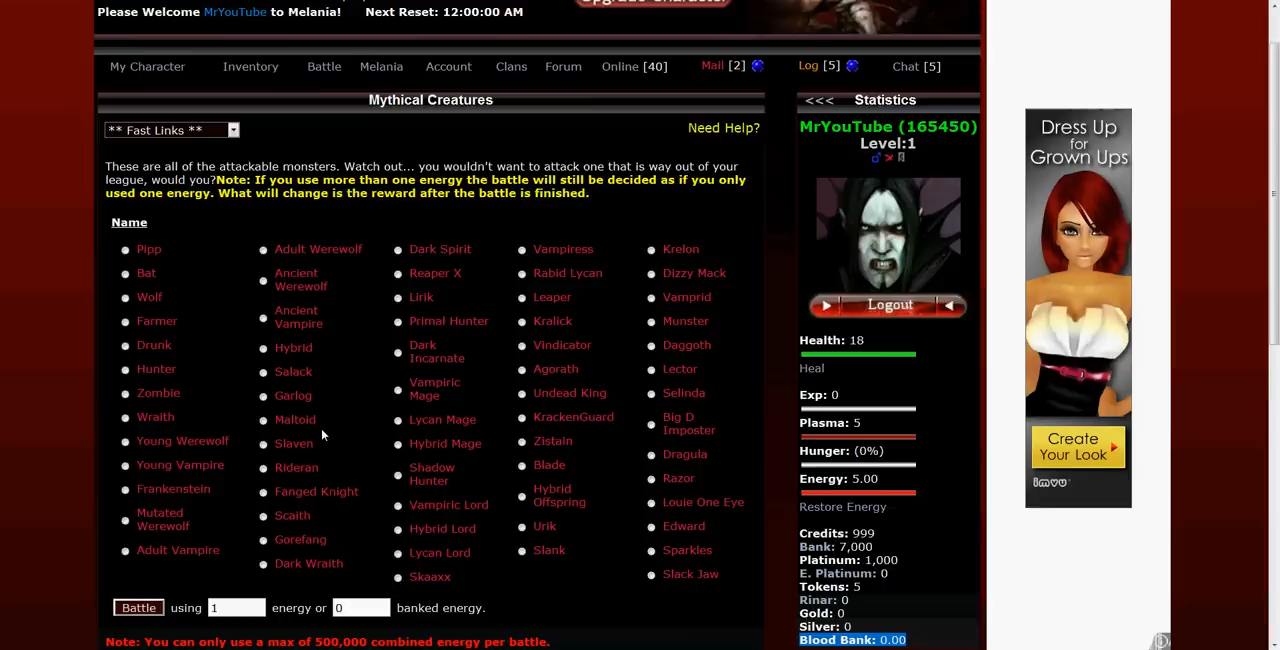 Please Welcome MrYouTube to Melania! Next Reset: 12:00:00 AM
My Character Inventory Battle Melania Account Clans Forum Online [40] Mail [2] Log [5] Chat [5]
Mythical Creatures
<<< Statistics
** Fast Links **
Need Help?
MrYouTube (165450)
Level:1
These are all of the attackable monsters. Watch out... you wouldn't want to attack one that is way out of your
league, would you?Note: If you use more than one energy the battle will still be decided as if you only
used one energy. What will change is the reward after the battle is finished.
Name
Pipp
Bat
Wolf
Farmer
Drunk
Hunter
Zombie
Wraith
Young Werewolf
Young Vampire
Frankenstein
Mutated
Werewolf
Adult Vampire
Adult Werewolf
Ancient
Werewolf
Ancient
Vampire
Hybrid
Salack
Garlog
Maltoid
Slaven
Rideran
Fanged Knight
Scaith
Gorefang
Dark Wraith
Dark Spirit
Reaper X
Lirik
Primal Hunter
Dark
Incarnate
Vampiric
Mage
Lycan Mage
Hybrid Mage
Shadow
Hunter
Vampiric Lord
Hybrid Lord
Lycan Lord
Skaaxx
Vampiress
Rabid Lycan
Leaper
Kralick
Vindicator
Agorath
Undead King
KrackenGuard
Zistain
Blade
Hybrid
Offspring
Urik
Slank
Krelon
Dizzy Mack
Vamprid
Munster
Daggoth
Lector
Selinda
Big D
Imposter
Dragula
Razor
Louie One Eye
Edward
Sparkles
Slack Jaw
Battle using 1 energy or 0 banked energy.
Note: You can only use a max of 500,000 combined energy per battle.
Logout
Health: 18
Heal
Exp: 0
Plasma: 5
Hunger: (0%)
Energy: 5.00
Restore Energy
Credits: 999
Bank: 7,000
Platinum: 1,000
E. Platinum: 0
Tokens: 5
Rinar: 0
Gold: 0
Silver: 0
Blood Bank: 0.00
Dress Up
for
Grown Ups
Create
Your Look
imvu